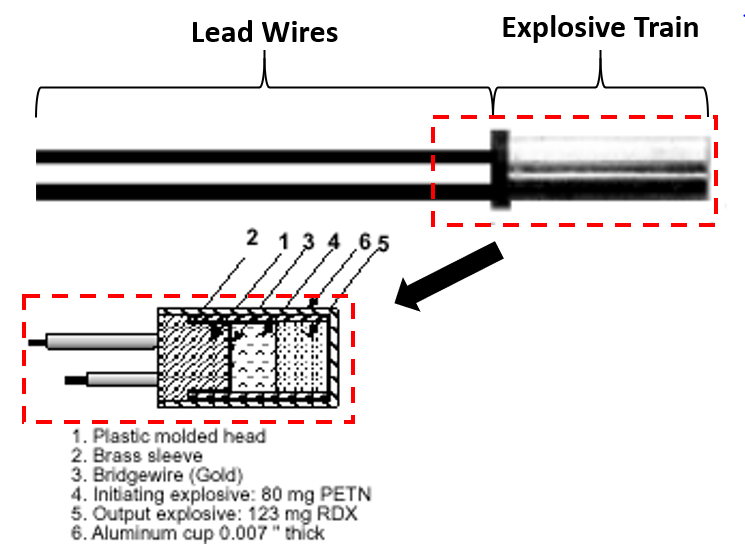 Lead Wires
Explosive Train
2 1 3 4 6 5
1. Plastic molded head
2. Brass sleeve
3. Bridgewire (Gold)
4. Initiating explosive: 80 mg PETN
5. Output explosive: 123 mg RDX
6. Aluminum cup 0.007 " thick